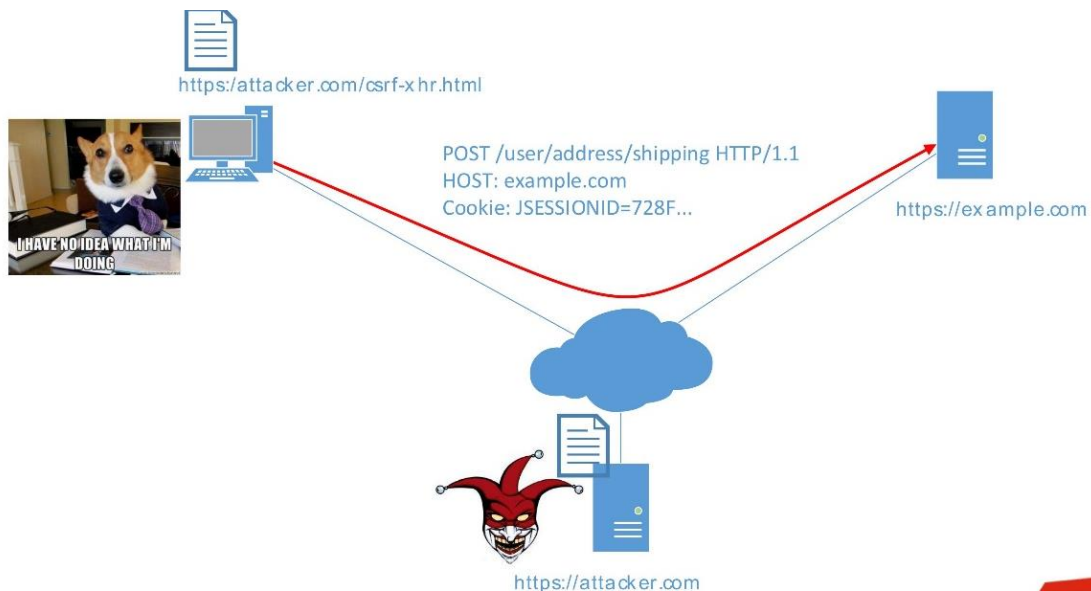 https:/attacker.com/csrf-xhr.html
POST /user/address/shipping HTTP/1.1
HOST: example.com
Cookie: JSESSIONID=728F...
https://example.com
I HAVE NO IDEA WHAT I'M
DOING
https://attacker.com